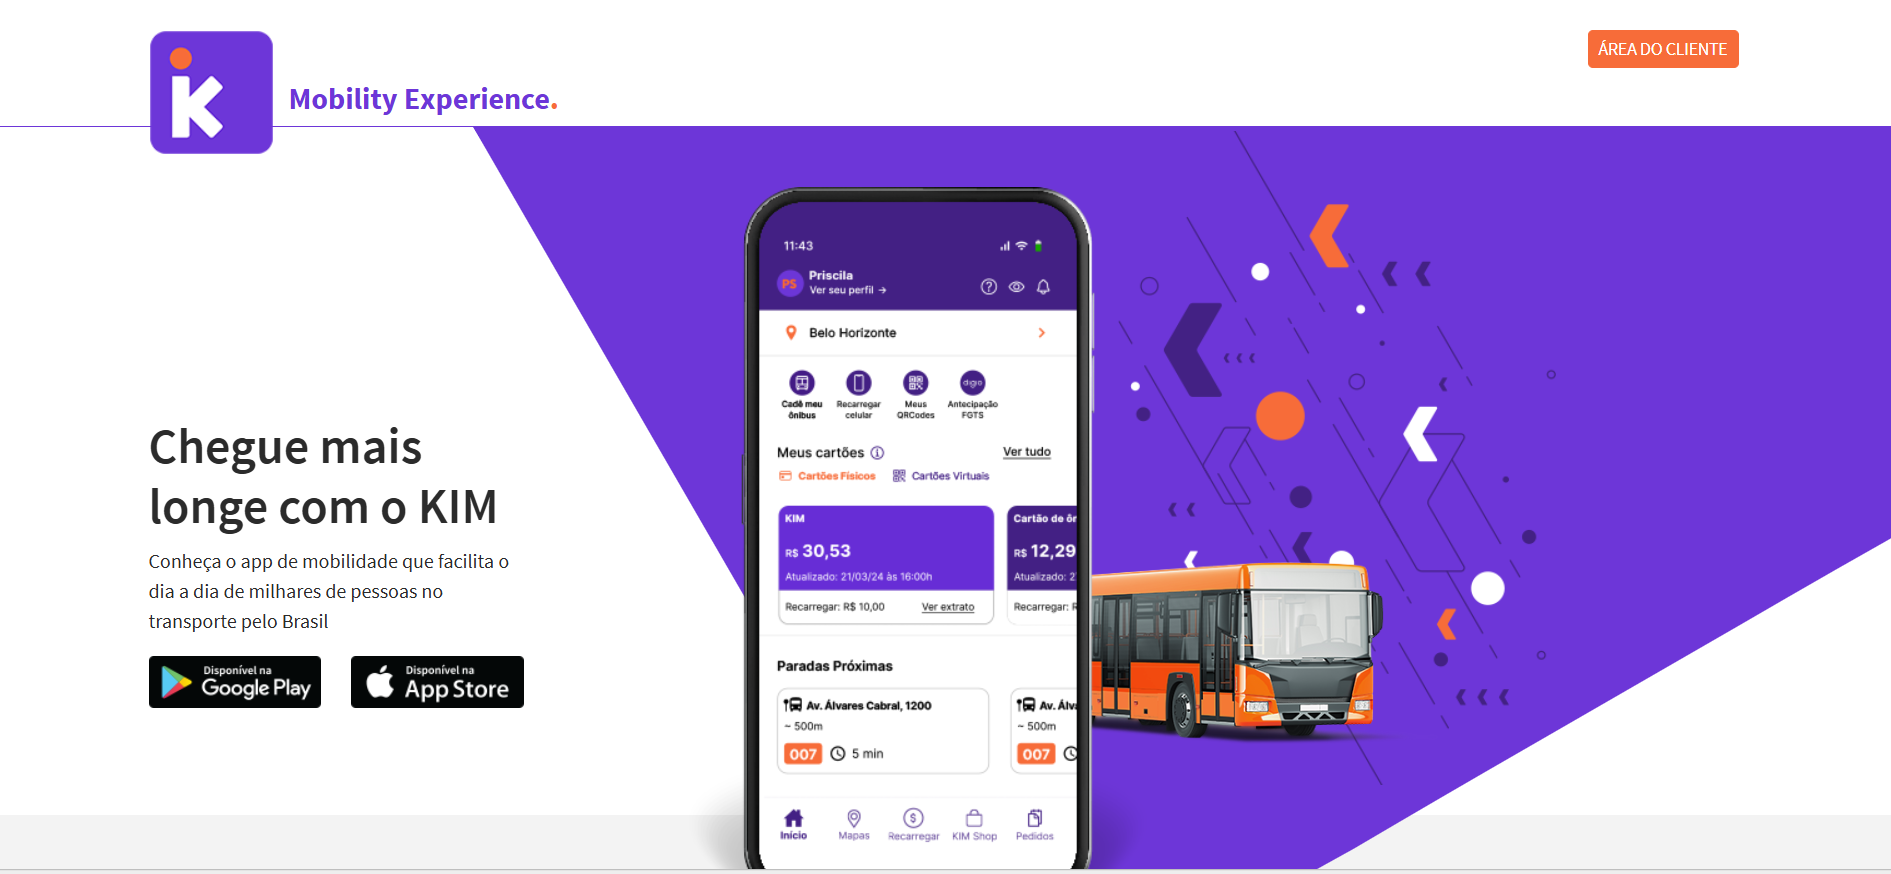 K
Mobility Experience.
ÁREA DO CLIENTE
Chegue mais
longe com o KIM
Conheça o app de mobilidade que facilita o
dia a dia de milhares de pessoas no
transporte pelo Brasil
Disponível na
Google Play
Disponível na
App Store
11:43
PS
Priscila
Ver seu perfil →
Belo Horizonte
Cadê meu
ônibus
Recarregar
celular
Meus
QRCodes
digio
Antecipação
FGTS
Meus cartões
Ver tudo
Cartões Físicos
Cartões Virtuais
KIM
R$ 30,53
Atualizado: 21/03/24 às 16:00h
Recarregar: R$ 10,00
Ver extrato
Cartão de ôn
R$ 12,29
Atualizado: 2
Recarregar: R
Paradas Próximas
Av. Álvares Cabral, 1200
~ 500m
007
5 min
Av. Álva
~ 500m
007
Início
Mapas
Recarregar
KIM Shop
Pedidos